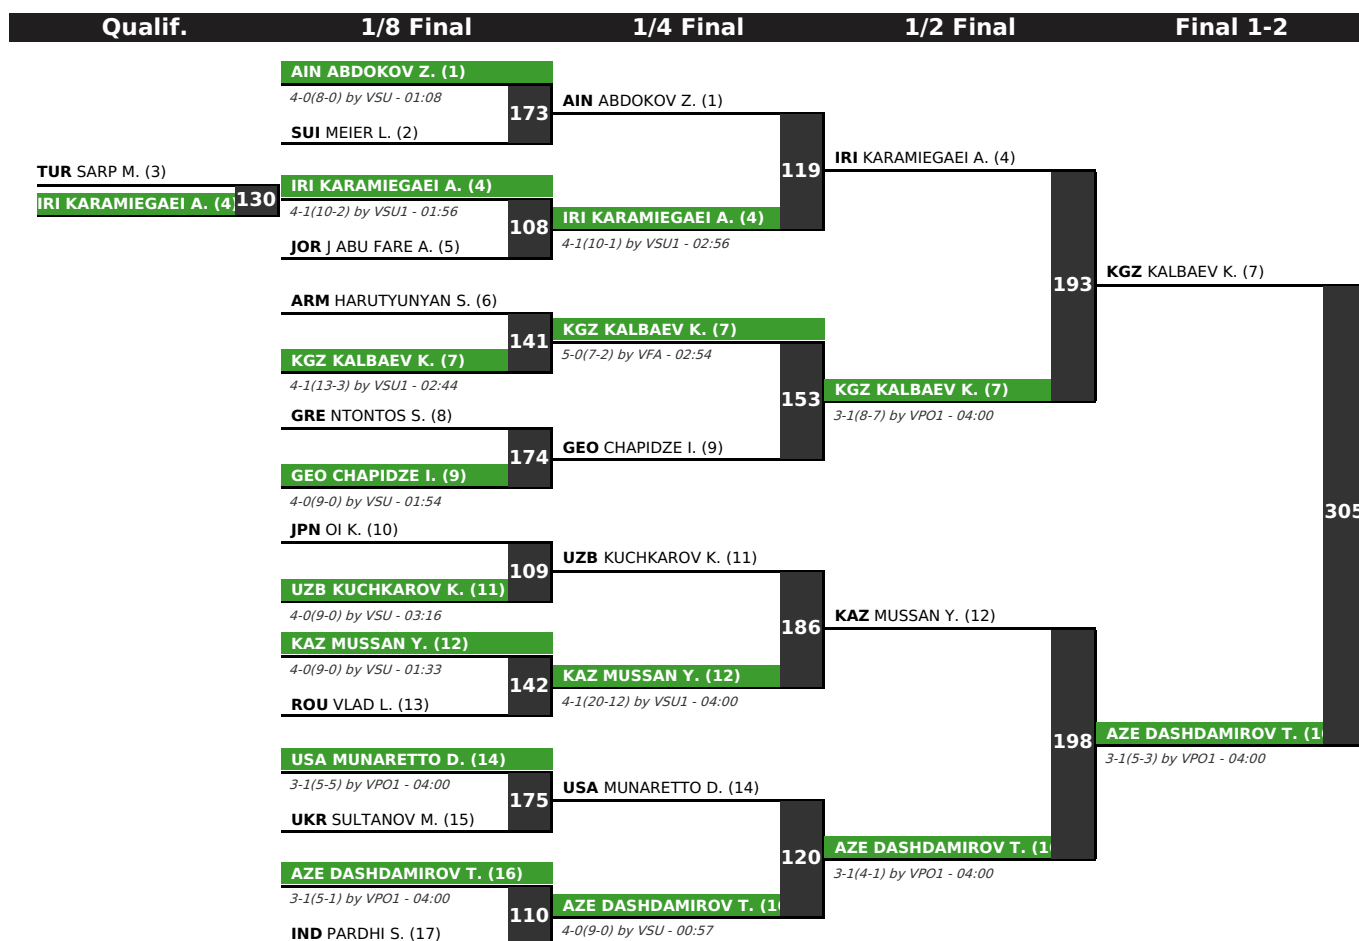 Qualif. 1/8 Final 1/4 Final 1/2 Final Final 1-2
AIN ABDOKOV Z. (1)
4-0(8-0) by VSU - 01:08
173
SUI MEIER L. (2)
AIN ABDOKOV Z. (1)
119
IRI KARAMIEGAEI A. (4)
TUR SARP M. (3)
IRI KARAMIEGAEI A. (4)
130
IRI KARAMIEGAEI A. (4)
4-1(10-2) by VSU1 - 01:56
108
JOR J ABU FARE A. (5)
IRI KARAMIEGAEI A. (4)
4-1(10-1) by VSU1 - 02:56
193
KGZ KALBAEV K. (7)
ARM HARUTYUNYAN S. (6)
141
KGZ KALBAEV K. (7)
4-1(13-3) by VSU1 - 02:44
KGZ KALBAEV K. (7)
5-0(7-2) by VFA - 02:54
153
KGZ KALBAEV K. (7)
3-1(8-7) by VPO1 - 04:00
GRE NTONTOS S. (8)
174
GEO CHAPIDZE I. (9)
4-0(9-0) by VSU - 01:54
GEO CHAPIDZE I. (9)
305
JPN OI K. (10)
109
UZB KUCHKAROV K. (11)
4-0(9-0) by VSU - 03:16
UZB KUCHKAROV K. (11)
186
KAZ MUSSAN Y. (12)
KAZ MUSSAN Y. (12)
4-0(9-0) by VSU - 01:33
142
ROU VLAD L. (13)
KAZ MUSSAN Y. (12)
4-1(20-12) by VSU1 - 04:00
198
AZE DASHDAMIROV T. (1
3-1(5-3) by VPO1 - 04:00
USA MUNARETTO D. (14)
3-1(5-5) by VPO1 - 04:00
175
UKR SULTANOV M. (15)
USA MUNARETTO D. (14)
120
AZE DASHDAMIROV T. (1
3-1(4-1) by VPO1 - 04:00
AZE DASHDAMIROV T. (16)
3-1(5-1) by VPO1 - 04:00
110
IND PARDHI S. (17)
AZE DASHDAMIROV T. (1
4-0(9-0) by VSU - 00:57